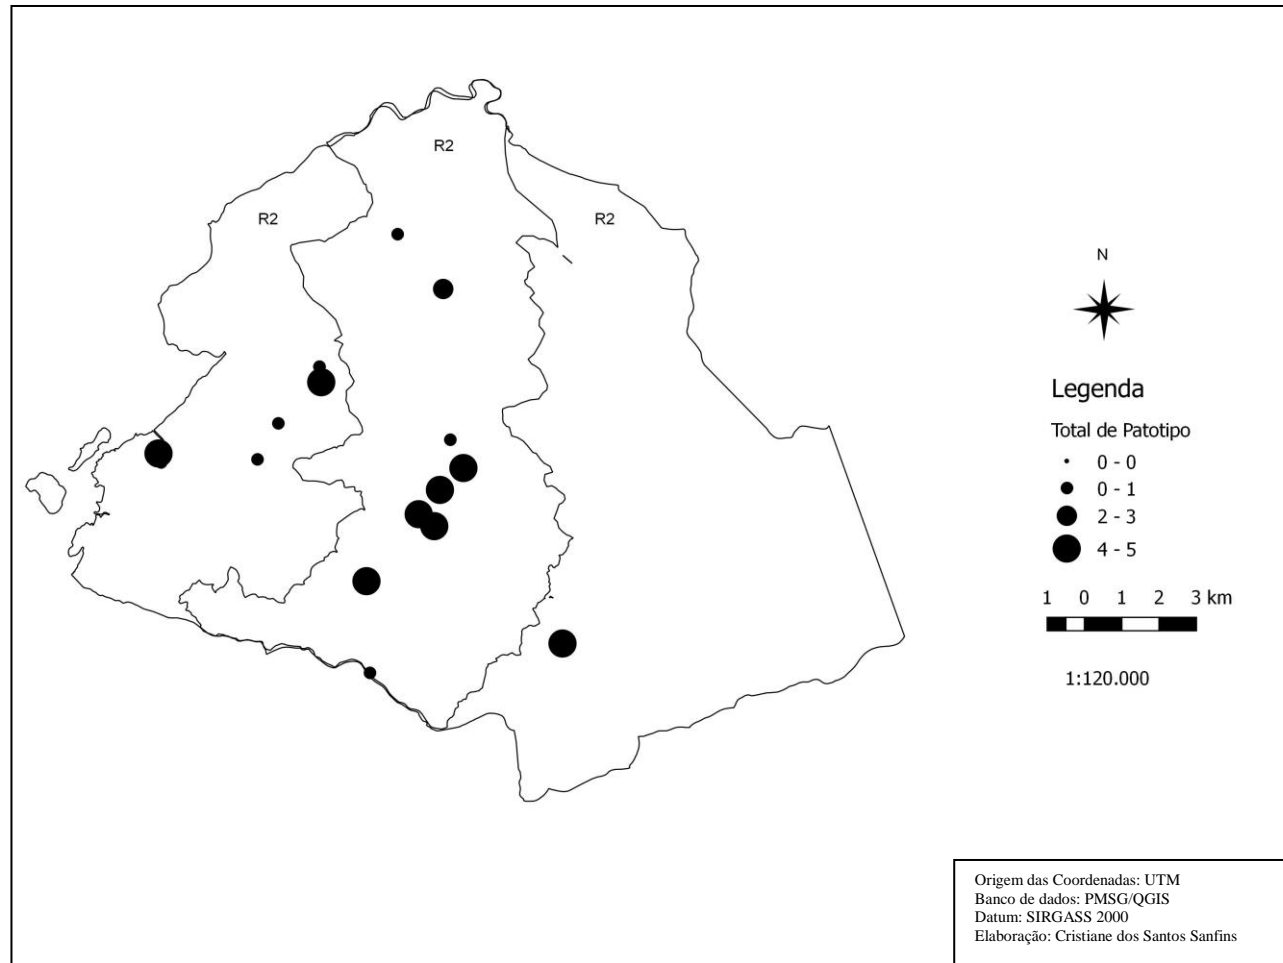 R2
R2
R2
N
Legenda
Total de Patotipo
0 - 0
0 - 1
2 - 3
4 - 5
1 0 1 2 3 km
1:120.000
Origem das Coordenadas: UTM
Banco de dados: PMSG/QGIS
Datum: SIRGASS 2000
Elaboração: Cristiane dos Santos Sanfins